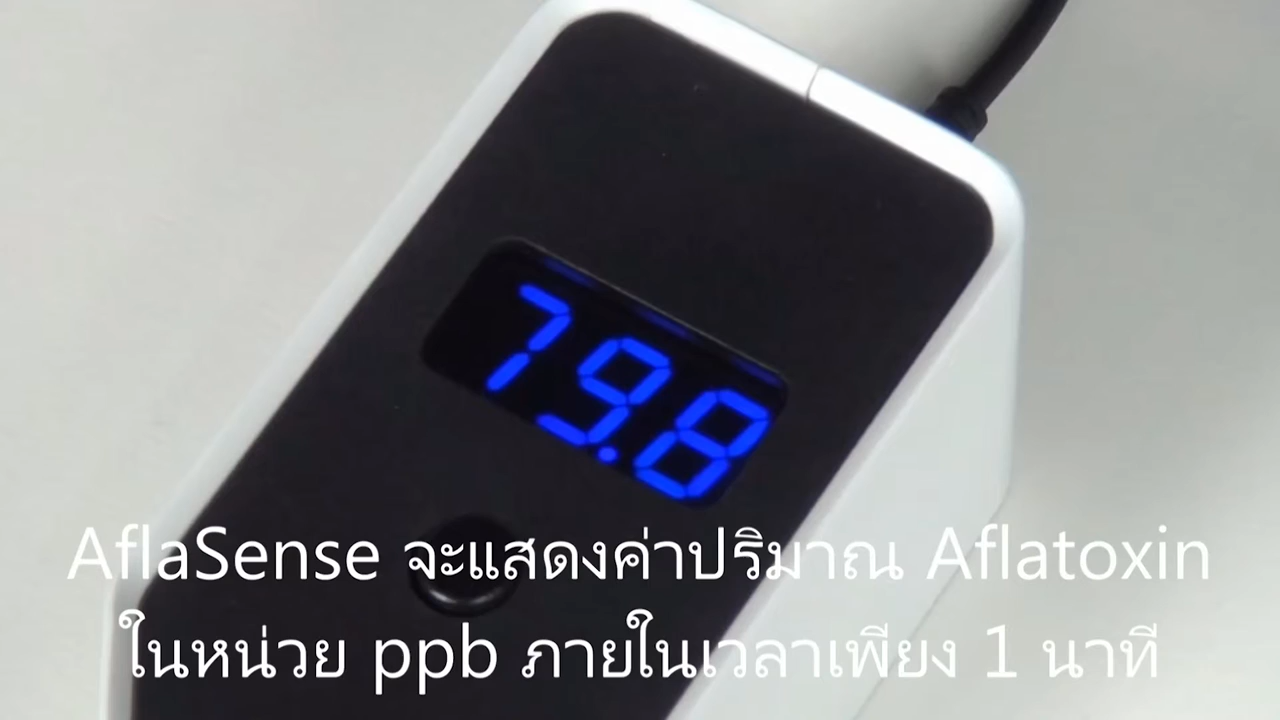 79.8
AflaSense จะแสดงค่าปริมาณ Aflatoxin
ในหน่วย ppb ภายในเวลาเพียง 1 นาที